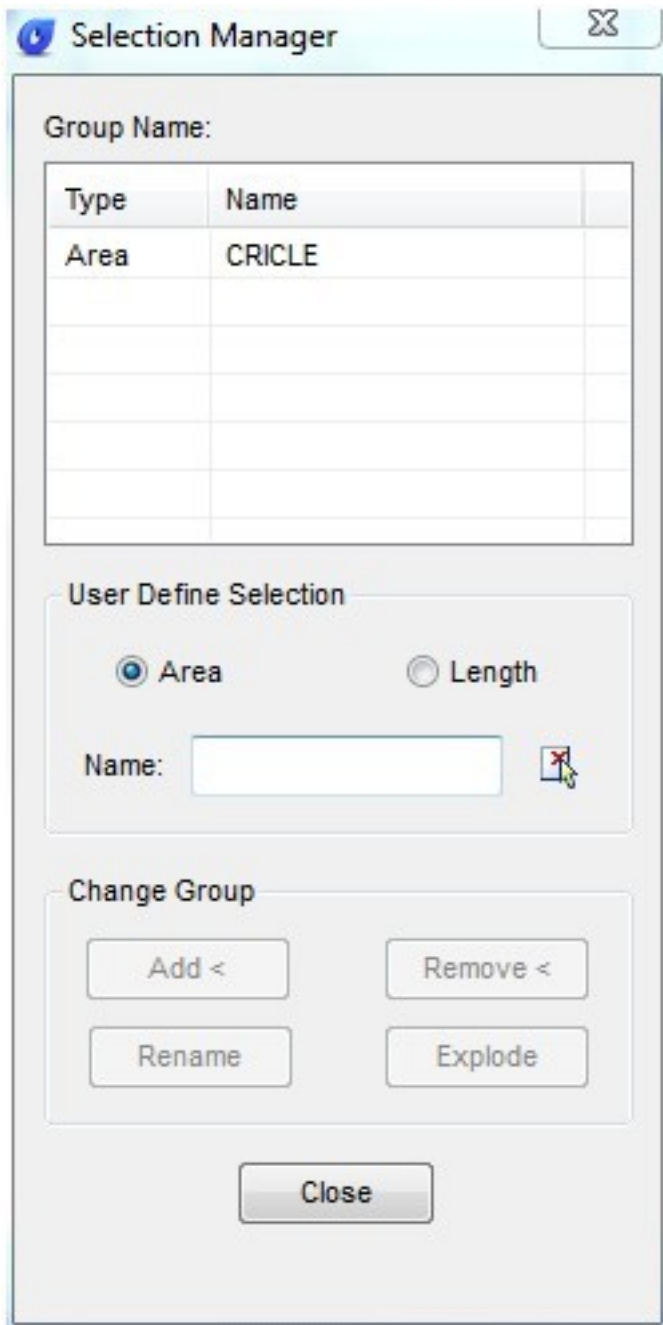 Selection Manager
Group Name:
Type Name
Area CRICLE
User Define Selection
Area Length
Name:
Change Group
Add < Remove <
Rename Explode
Close